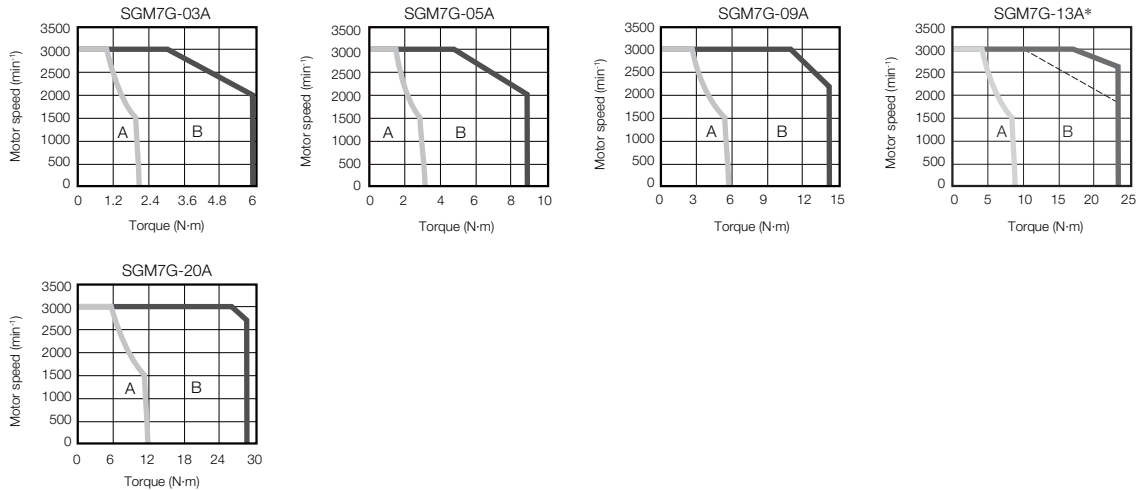 SGM7G-03A
Motor speed (min⁻¹)
3500
3000
2500
2000
1500
1000
500
0
A
B
0 1.2 2.4 3.6 4.8 6
Torque (N·m)
SGM7G-05A
Motor speed (min⁻¹)
3500
3000
2500
2000
1500
1000
500
0
A
B
0 2 4 6 8 10
Torque (N·m)
SGM7G-09A
Motor speed (min⁻¹)
3500
3000
2500
2000
1500
1000
500
0
A
B
0 3 6 9 12 15
Torque (N·m)
SGM7G-13A*
Motor speed (min⁻¹)
3500
3000
2500
2000
1500
1000
500
0
A
B
0 5 10 15 20 25
Torque (N·m)
SGM7G-20A
Motor speed (min⁻¹)
3500
3000
2500
2000
1500
1000
500
0
A
B
0 6 12 18 24 30
Torque (N·m)